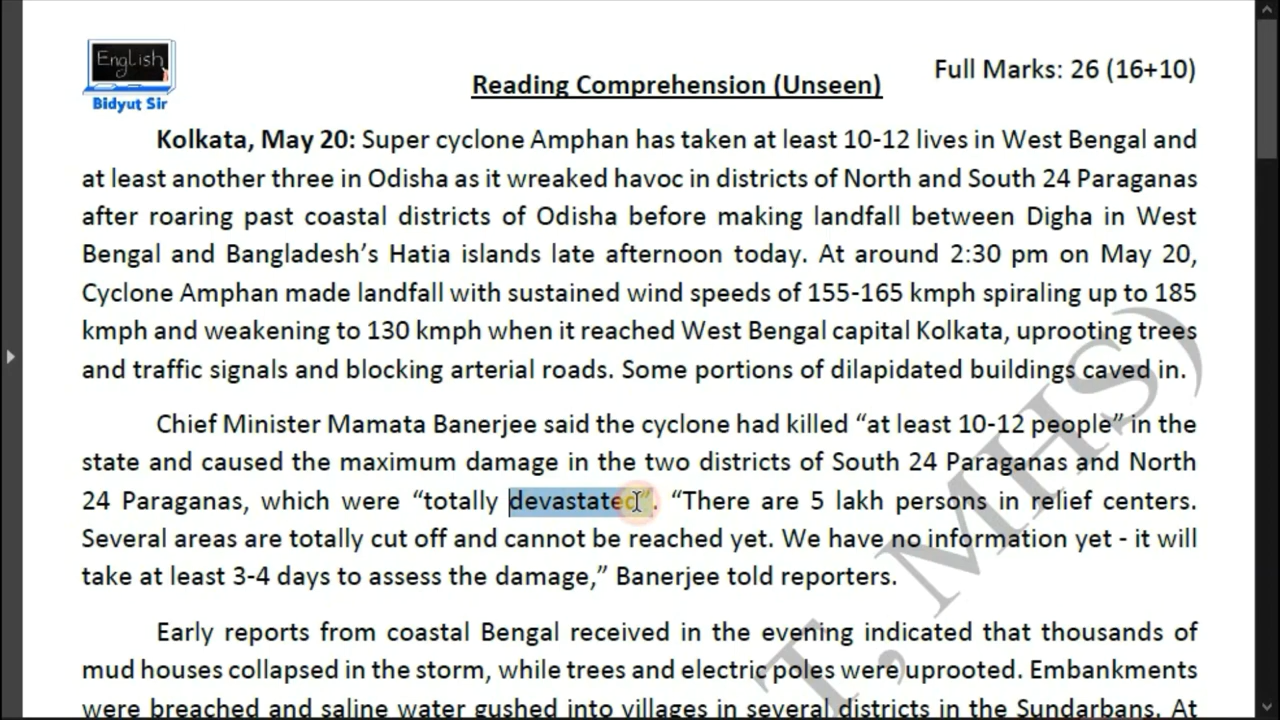 English
Bidyut Sir
Full Marks: 26 (16+10)
Reading Comprehension (Unseen)
Kolkata, May 20: Super cyclone Amphan has taken at least 10-12 lives in West Bengal and
at least another three in Odisha as it wreaked havoc in districts of North and South 24 Paraganas
after roaring past coastal districts of Odisha before making landfall between Digha in West
Bengal and Bangladesh’s Hatia islands late afternoon today. At around 2:30 pm on May 20,
Cyclone Amphan made landfall with sustained wind speeds of 155-165 kmph spiraling up to 185
kmph and weakening to 130 kmph when it reached West Bengal capital Kolkata, uprooting trees
and traffic signals and blocking arterial roads. Some portions of dilapidated buildings caved in.
Chief Minister Mamata Banerjee said the cyclone had killed “at least 10-12 people” in the
state and caused the maximum damage in the two districts of South 24 Paraganas and North
24 Paraganas, which were “totally devastated”. “There are 5 lakh persons in relief centers.
Several areas are totally cut off and cannot be reached yet. We have no information yet - it will
take at least 3-4 days to assess the damage,” Banerjee told reporters.
Early reports from coastal Bengal received in the evening indicated that thousands of
mud houses collapsed in the storm, while trees and electric poles were uprooted. Embankments
were breached and saline water gushed into villages in several districts in the Sundarbans. At
T, MHS)